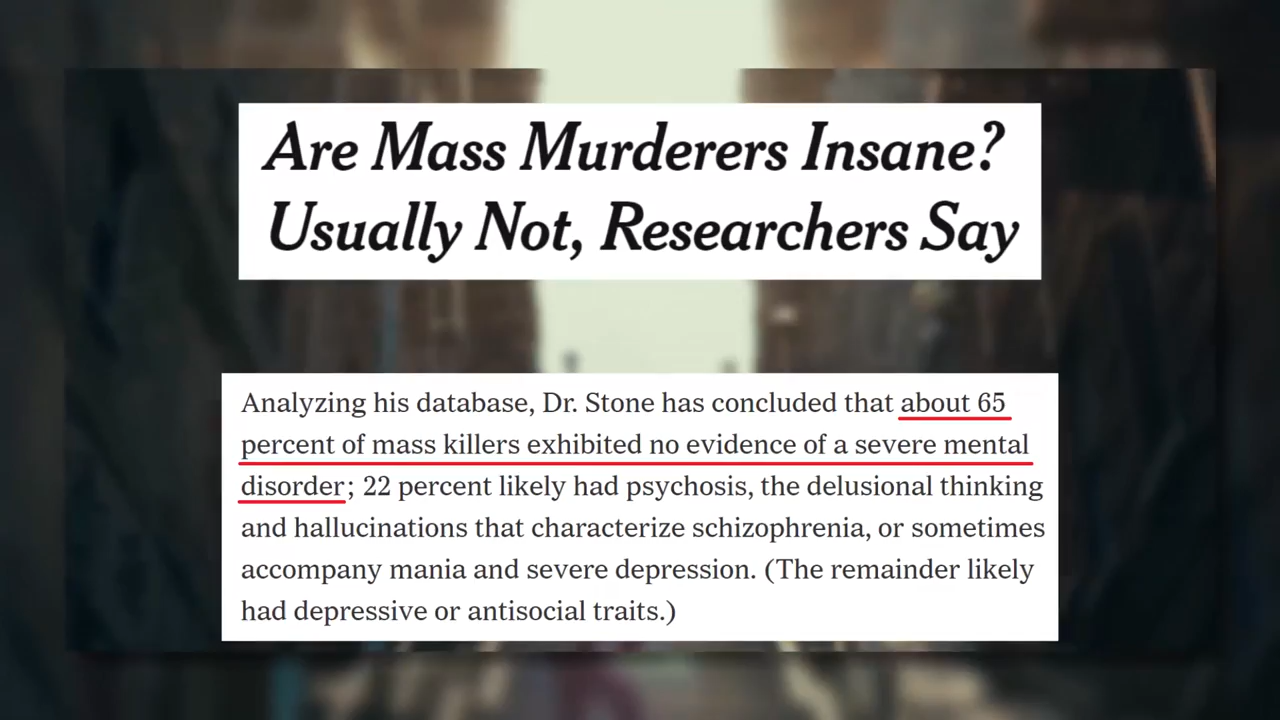 Are Mass Murderers Insane?
Usually Not, Researchers Say
Analyzing his database, Dr. Stone has concluded that about 65
percent of mass killers exhibited no evidence of a severe mental
disorder; 22 percent likely had psychosis, the delusional thinking
and hallucinations that characterize schizophrenia, or sometimes
accompany mania and severe depression. (The remainder likely
had depressive or antisocial traits.)